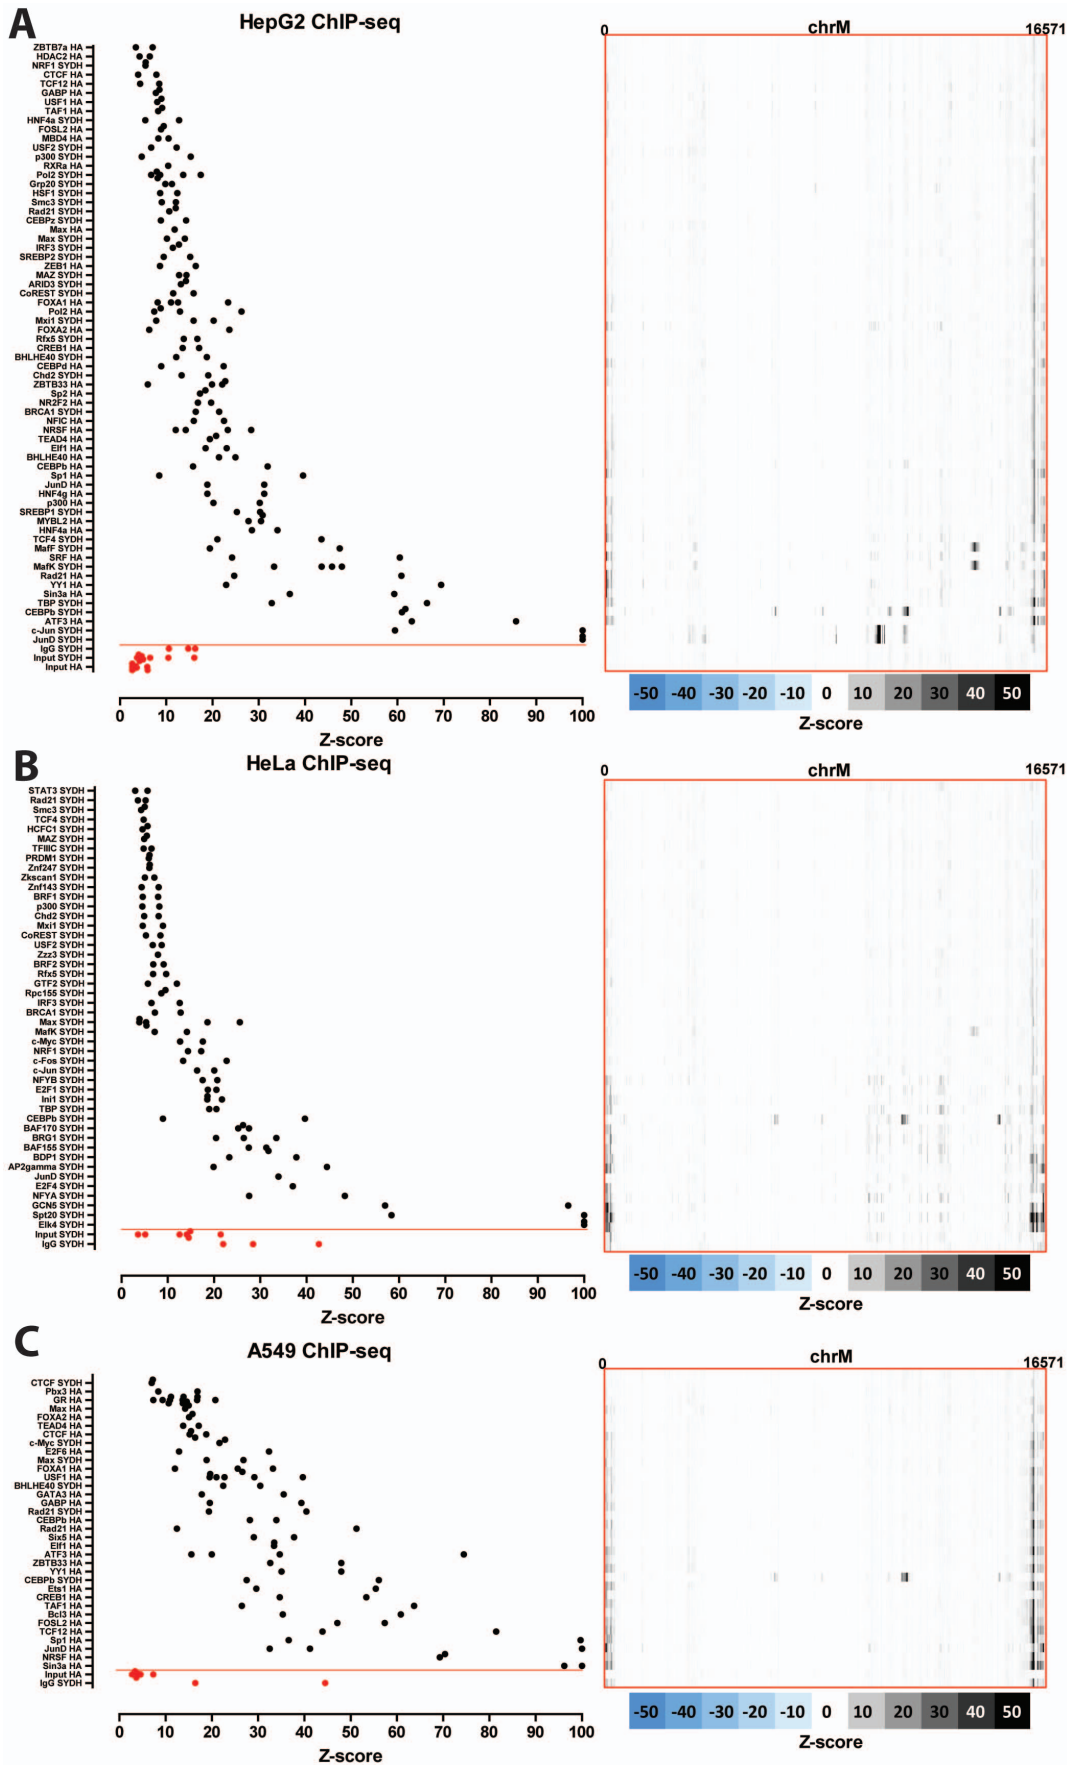 A
HepG2 ChIP-seq
0
chrM
16571
ZBTB7a HA
HDAC2 HA
NRF1 SYDH
CTCF HA
TCF12 HA
GABP HA
USF1 HA
TAF1 HA
HNF4a SYDH
FOSL2 HA
MBD4 HA
USF2 SYDH
p300 SYDH
RXRa HA
Pol2 SYDH
Grp20 SYDH
HSF1 SYDH
Smc3 SYDH
Rad21 SYDH
CEBPz SYDH
Max HA
Max SYDH
IRF3 SYDH
SREBP2 SYDH
ZEB1 HA
MAZ SYDH
ARID3 SYDH
CoREST SYDH
FOXA1 HA
Pol2 HA
Mxi1 SYDH
FOXA2 HA
Rfx5 SYDH
CREB1 HA
BHLHE40 SYDH
CEBPd HA
Chd2 SYDH
ZBTB33 HA
Sp2 HA
NR2F2 HA
BRCA1 SYDH
NFIC HA
NRSF HA
TEAD4 HA
Elf1 HA
BHLHE40 HA
CEBPb HA
Sp1 HA
JunD HA
HNF4g HA
p300 HA
SREBP1 SYDH
MYBL2 HA
HNF4a HA
TCF4 SYDH
MafF SYDH
SRF HA
MafK SYDH
Rad21 HA
YY1 HA
Sin3a HA
TBP SYDH
CEBPb SYDH
ATF3 HA
c-Jun SYDH
JunD SYDH
IgG SYDH
Input SYDH
Input HA
0 10 20 30 40 50 60 70 80 90 100
Z-score
-50 -40 -30 -20 -10 0 10 20 30 40 50
Z-score
B
HeLa ChIP-seq
0
chrM
16571
STAT3 SYDH
Rad21 SYDH
Smc3 SYDH
TCF4 SYDH
HCFC1 SYDH
MAZ SYDH
TFIIIC SYDH
PRDM1 SYDH
Znf247 SYDH
Zkscan1 SYDH
Znf143 SYDH
BRF1 SYDH
p300 SYDH
Chd2 SYDH
Mxi1 SYDH
CoREST SYDH
USF2 SYDH
Zzz3 SYDH
BRF2 SYDH
Rfx5 SYDH
GTF2 SYDH
Rpc155 SYDH
IRF3 SYDH
BRCA1 SYDH
Max SYDH
MafK SYDH
c-Myc SYDH
NRF1 SYDH
c-Fos SYDH
c-Jun SYDH
NFYB SYDH
E2F1 SYDH
Ini1 SYDH
TBP SYDH
CEBPb SYDH
BAF170 SYDH
BRG1 SYDH
BAF155 SYDH
BDP1 SYDH
AP2gamma SYDH
JunD SYDH
E2F4 SYDH
NFYA SYDH
GCN5 SYDH
Spt20 SYDH
Elk4 SYDH
Input SYDH
IgG SYDH
0 10 20 30 40 50 60 70 80 90 100
Z-score
-50 -40 -30 -20 -10 0 10 20 30 40 50
Z-score
C
A549 ChIP-seq
0
chrM
16571
CTCF SYDH
Pbx3 HA
GR HA
Max HA
FOXA2 HA
TEAD4 HA
CTCF HA
c-Myc SYDH
E2F6 HA
Max SYDH
FOXA1 HA
USF1 HA
BHLHE40 SYDH
GATA3 HA
GABP HA
Rad21 SYDH
CEBPb HA
Rad21 HA
Six5 HA
Elf1 HA
ATF3 HA
ZBTB33 HA
YY1 HA
CEBPb SYDH
Ets1 HA
CREB1 HA
TAF1 HA
Bcl3 HA
FOSL2 HA
TCF12 HA
Sp1 HA
JunD HA
NRSF HA
Sin3a HA
Input HA
IgG SYDH
0 10 20 30 40 50 60 70 80 90 100
Z-score
-50 -40 -30 -20 -10 0 10 20 30 40 50
Z-score